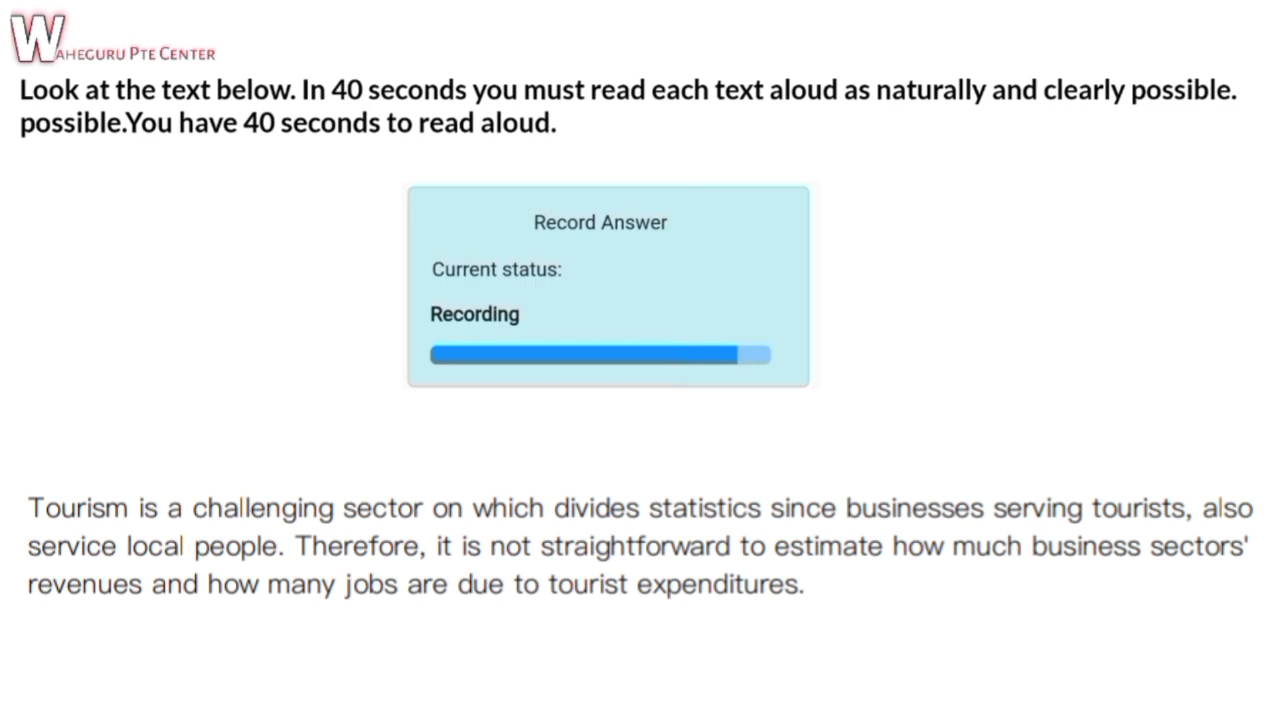 WAHEGURU PTE CENTER
Look at the text below. In 40 seconds you must read each text aloud as naturally and clearly possible.
possible.You have 40 seconds to read aloud.
Record Answer
Current status:
Recording
Tourism is a challenging sector on which divides statistics since businesses serving tourists, also
service local people. Therefore, it is not straightforward to estimate how much business sectors'
revenues and how many jobs are due to tourist expenditures.